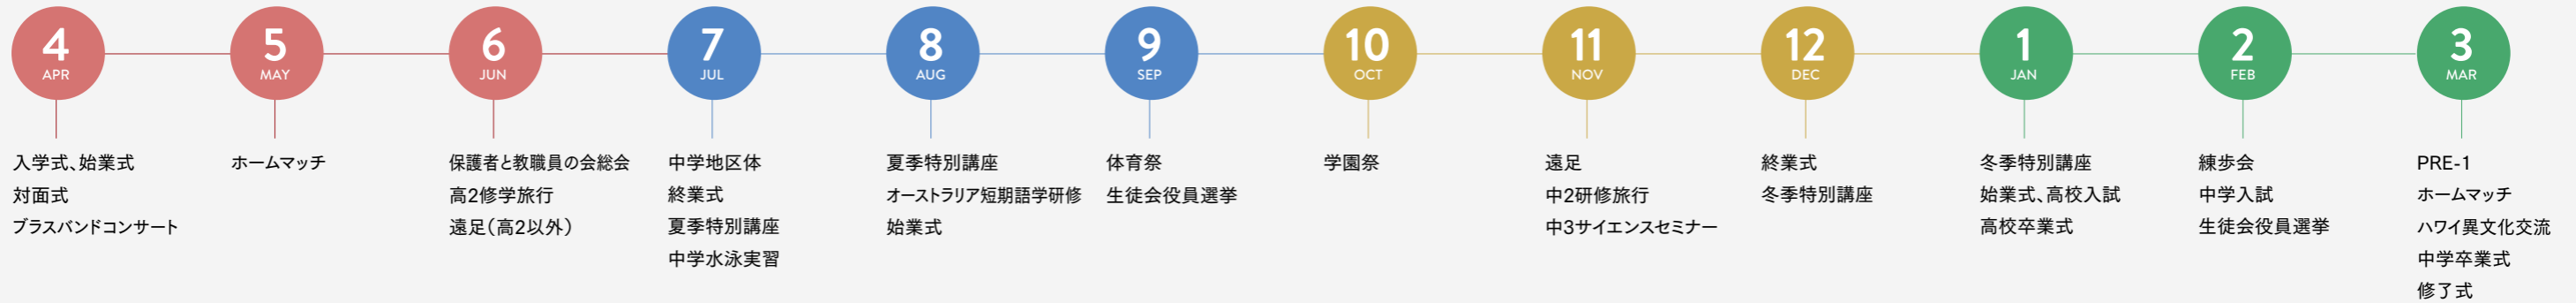 4
APR
入学式、始業式
対面式
ブラスバンドコンサート
5
MAY
ホームマッチ
6
JUN
保護者と教職員の会総会
高2修学旅行
遠足(高2以外)
7
JUL
中学地区体
終業式
夏季特別講座
中学水泳実習
8
AUG
夏季特別講座
オーストラリア短期語学研修
始業式
9
SEP
体育祭
生徒会役員選挙
10
OCT
学園祭
11
NOV
遠足
中2研修旅行
中3サイエンスセミナー
12
DEC
終業式
冬季特別講座
1
JAN
冬季特別講座
始業式、高校入試
高校卒業式
2
FEB
練歩会
中学入試
生徒会役員選挙
3
MAR
PRE-1
ホームマッチ
ハワイ異文化交流
中学卒業式
修了式